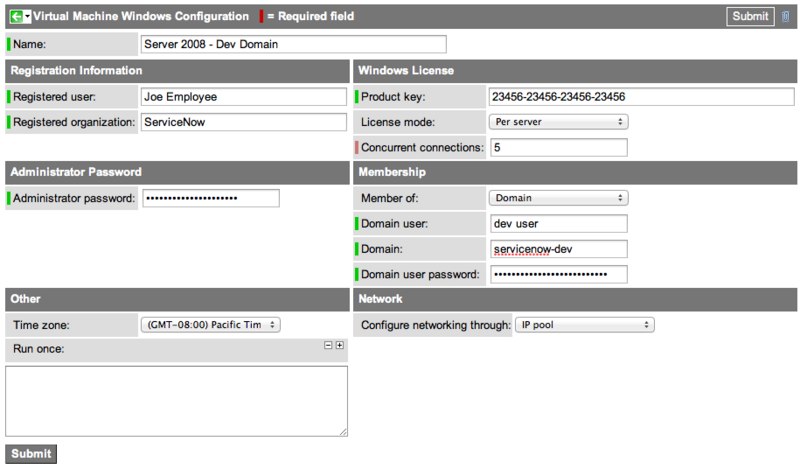 Virtual Machine Windows Configuration = Required field Submit
Name: Server 2008 - Dev Domain
Registration Information
Registered user: Joe Employee
Registered organization: ServiceNow
Windows License
Product key: 23456-23456-23456-23456
License mode: Per server
Concurrent connections: 5
Administrator Password
Administrator password: •••••••••••••••••••••
Membership
Member of: Domain
Domain user: dev user
Domain: servicenow-dev
Domain user password: ••••••••••••••••••••••••••
Other
Time zone: (GMT-08:00) Pacific Tim
Run once:
Network
Configure networking through: IP pool
Submit